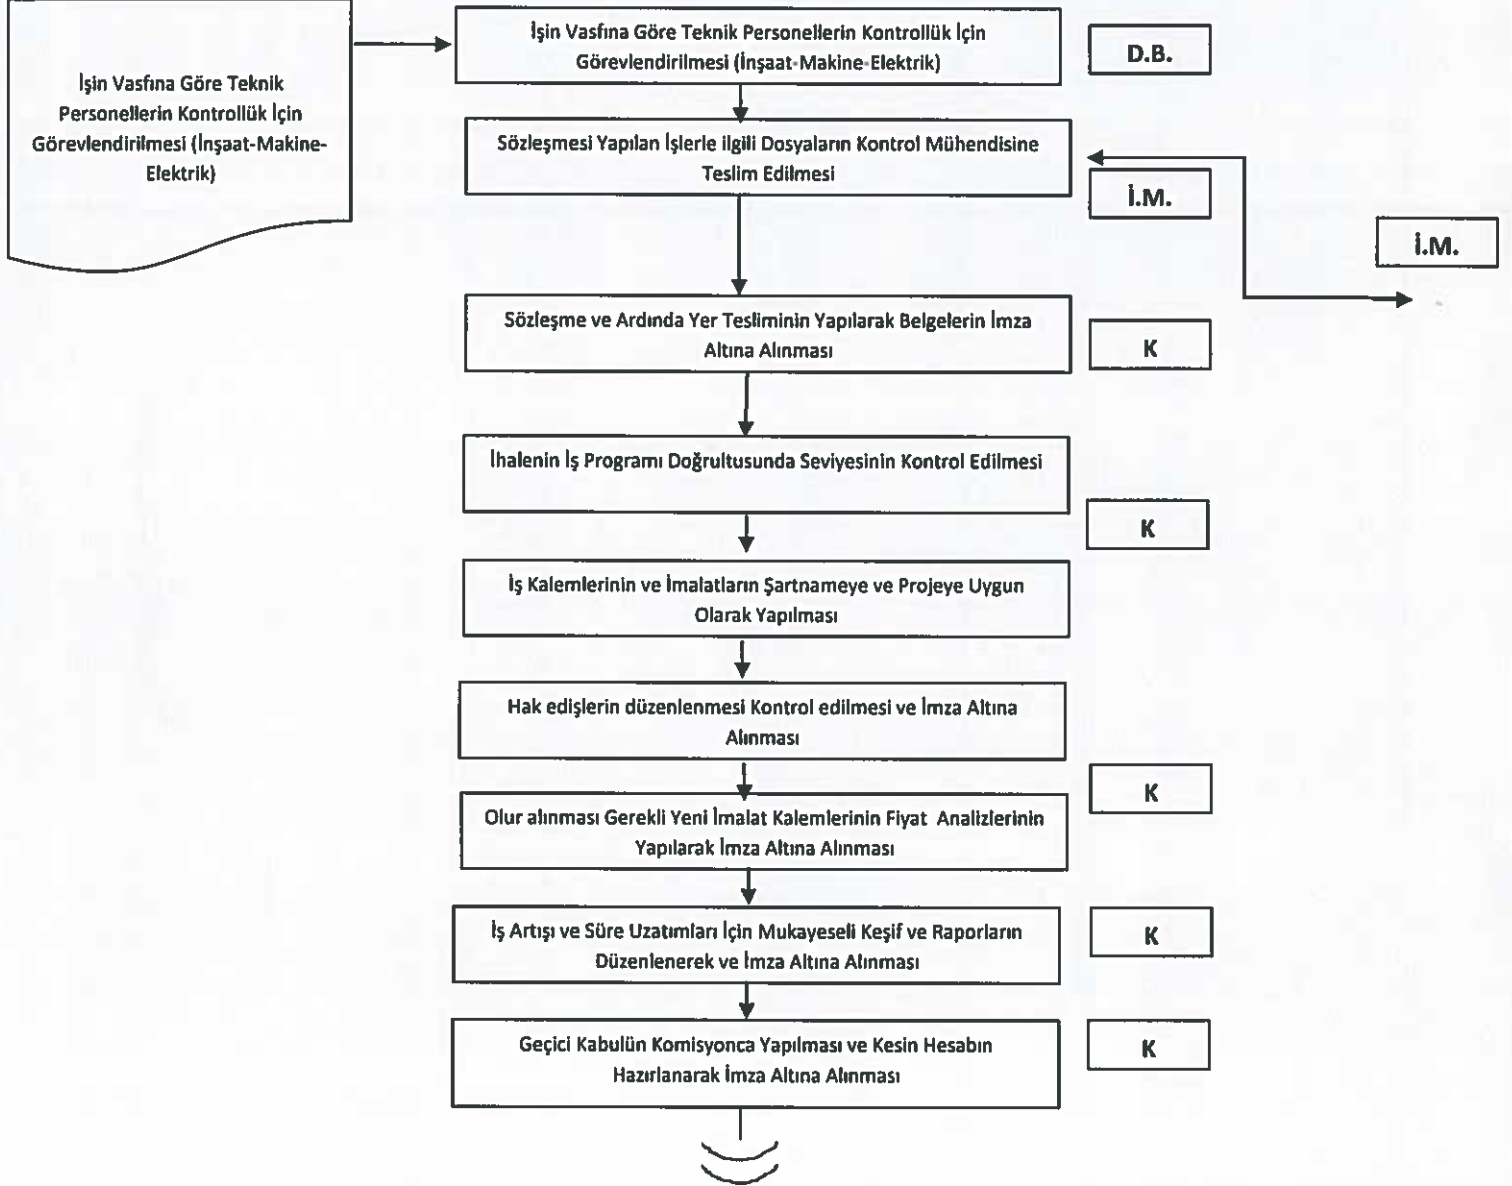 İşin Vasfına Göre Teknik
Personellerin Kontrollük İçin
Görevlendirilmesi (İnşaat-Makine-
Elektrik)
İşin Vasfına Göre Teknik Personellerin Kontrollük İçin
Görevlendirilmesi (İnşaat-Makine-Elektrik)
D.B.
Sözleşmesi Yapılan İşlerle ilgili Dosyaların Kontrol Mühendisine
Teslim Edilmesi
İ.M.
İ.M.
Sözleşme ve Ardında Yer Tesliminin Yapılarak Belgelerin İmza
Altına Alınması
K
İhalenin İş Programı Doğrultusunda Seviyesinin Kontrol Edilmesi
K
İş Kalemlerinin ve İmalatların Şartnameye ve Projeye Uygun
Olarak Yapılması
Hak edişlerin düzenlenmesi Kontrol edilmesi ve İmza Altına
Alınması
K
Olur alınması Gerekli Yeni İmalat Kalemlerinin Fiyat Analizlerinin
Yapılarak İmza Altına Alınması
İş Artışı ve Süre Uzatımları İçin Mukayeseli Keşif ve Raporların
Düzenlenerek ve İmza Altına Alınması
K
Geçici Kabulün Komisyonca Yapılması ve Kesin Hesabın
Hazırlanarak İmza Altına Alınması
K